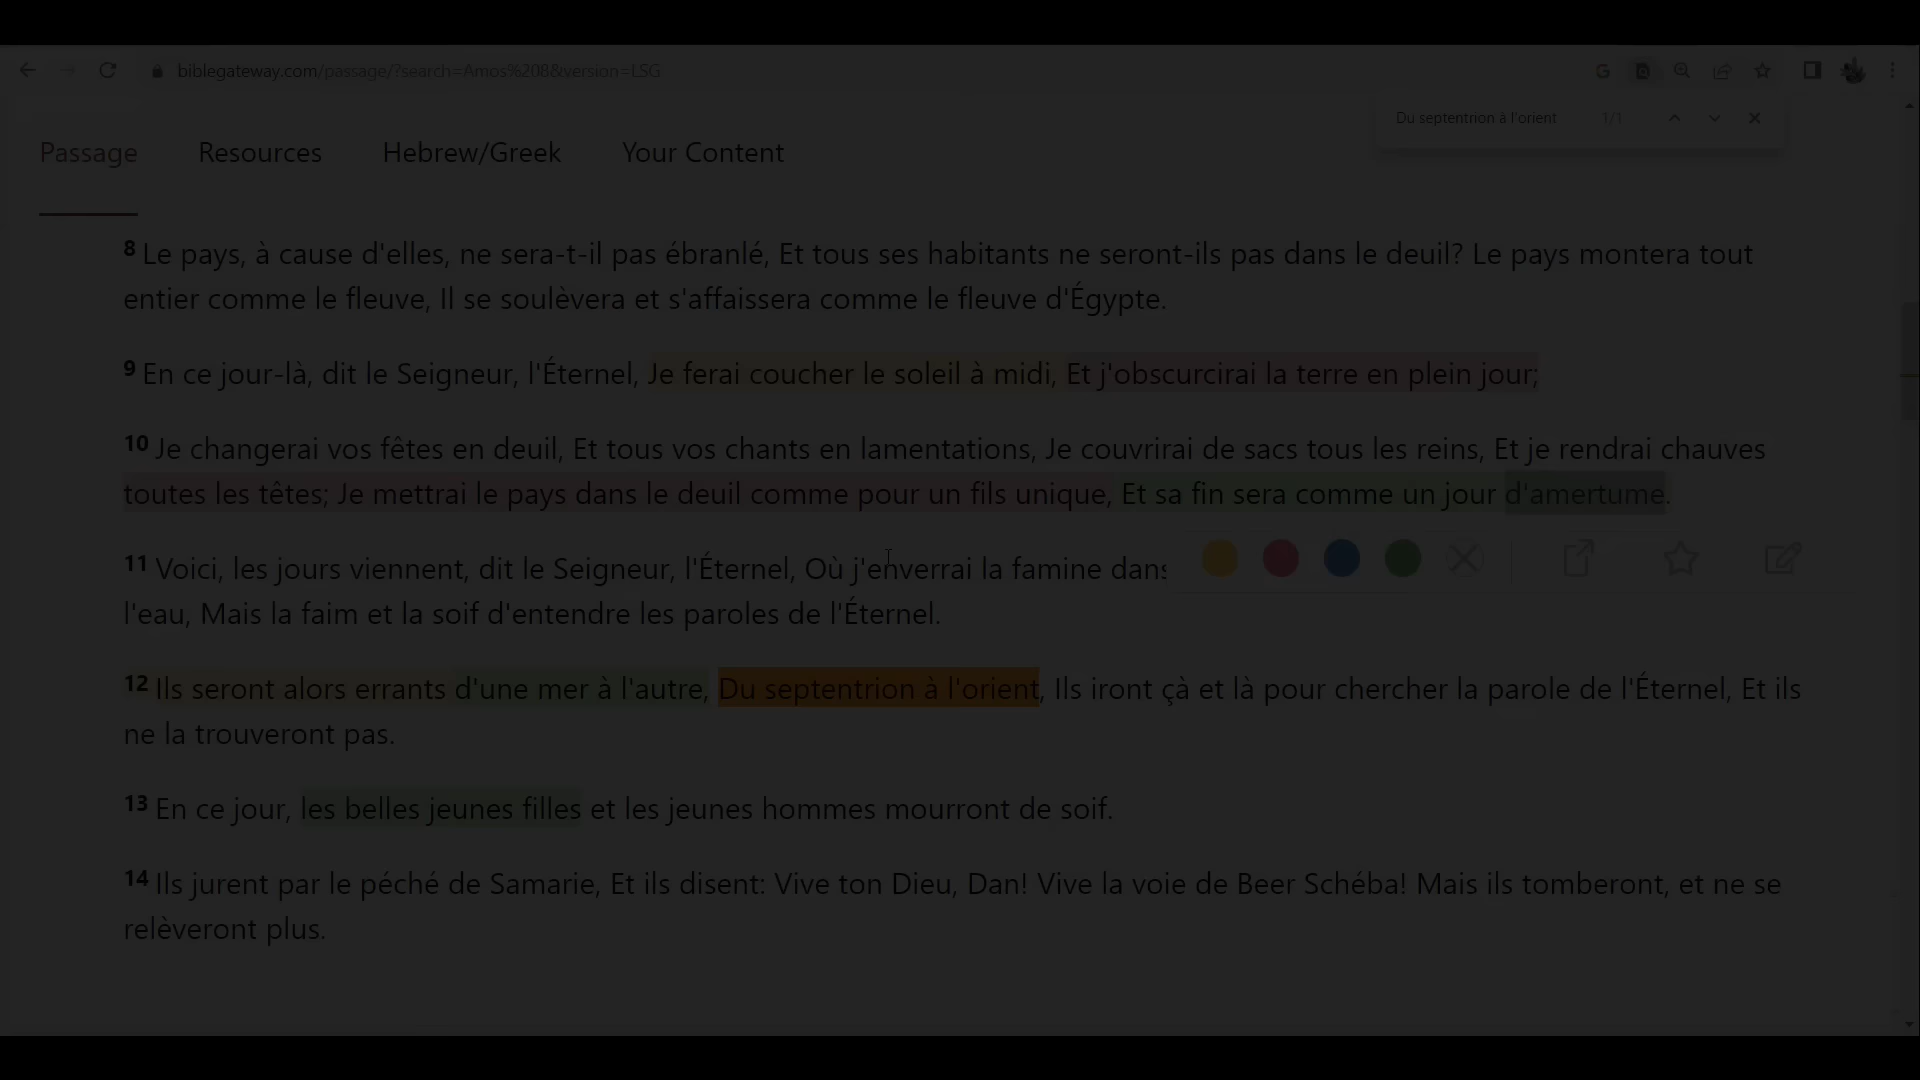 biblegateway.com/passage/?search=Amos%208&version=LSG
Du septentrion à l'orient 1/1
Passage Resources Hebrew/Greek Your Content
8 Le pays, à cause d'elles, ne sera-t-il pas ébranlé, Et tous ses habitants ne seront-ils pas dans le deuil? Le pays montera tout
entier comme le fleuve, Il se soulèvera et s'affaissera comme le fleuve d'Égypte.
9 En ce jour-là, dit le Seigneur, l'Éternel, Je ferai coucher le soleil à midi, Et j'obscurcirai la terre en plein jour;
10 Je changerai vos fêtes en deuil, Et tous vos chants en lamentations, Je couvrirai de sacs tous les reins, Et je rendrai chauves
toutes les têtes; Je mettrai le pays dans le deuil comme pour un fils unique, Et sa fin sera comme un jour d'amertume.
11 Voici, les jours viennent, dit le Seigneur, l'Éternel, Où j'enverrai la famine dans
l'eau, Mais la faim et la soif d'entendre les paroles de l'Éternel.
12 Ils seront alors errants d'une mer à l'autre, Du septentrion à l'orient, Ils iront çà et là pour chercher la parole de l'Éternel, Et ils
ne la trouveront pas.
13 En ce jour, les belles jeunes filles et les jeunes hommes mourront de soif.
14 Ils jurent par le péché de Samarie, Et ils disent: Vive ton Dieu, Dan! Vive la voie de Beer Schéba! Mais ils tomberont, et ne se
relèveront plus.